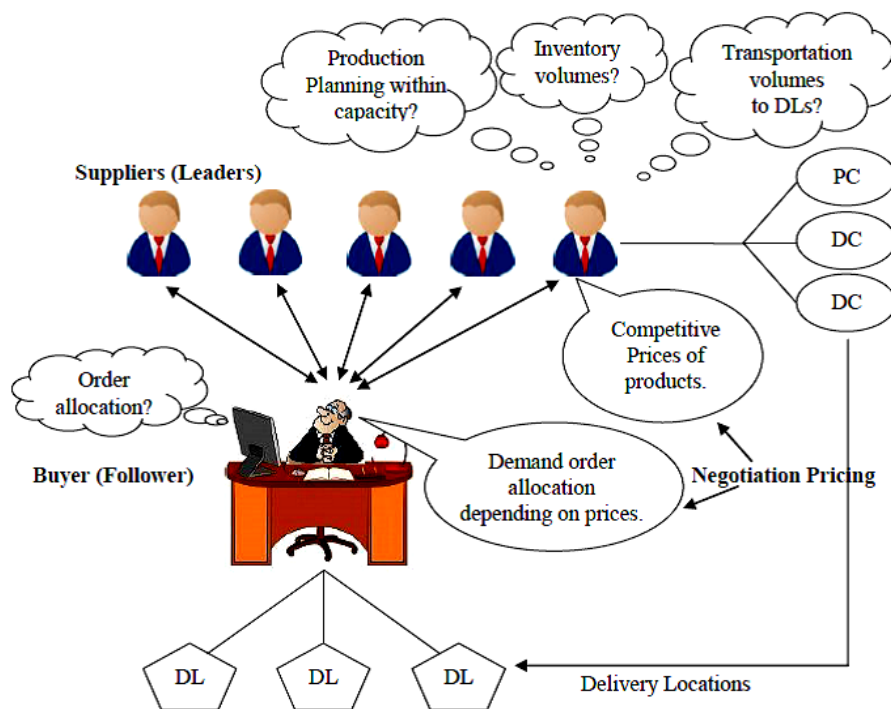 Production
Planning within
capacity?
Inventory
volumes?
Transportation
volumes
to DLs?
Suppliers (Leaders)
PC
DC
DC
Competitive
Prices of
products.
Order
allocation?
Buyer (Follower)
Demand order
allocation
depending on prices.
Negotiation Pricing
DL
DL
DL
Delivery Locations